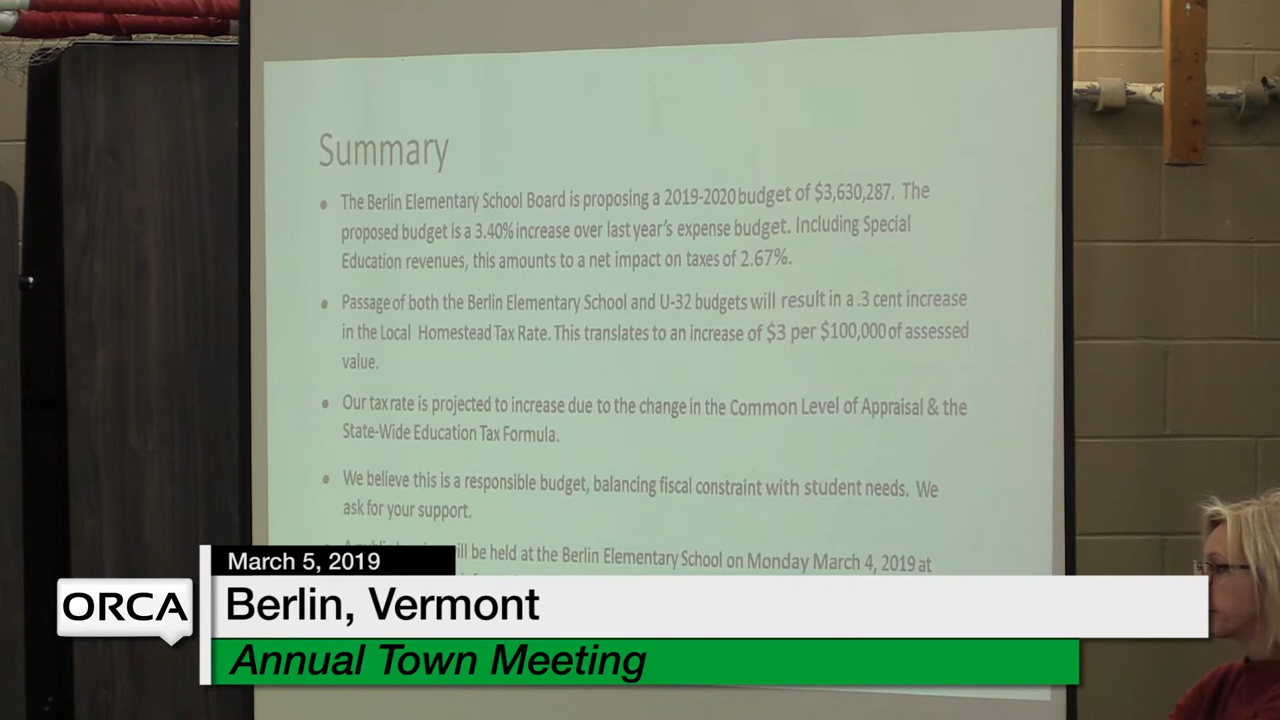 Summary
• The Berlin Elementary School Board is proposing a 2019-2020 budget of $3,630,287. The
proposed budget is a 3.40% increase over last year's expense budget. Including Special
Education revenues, this amounts to a net impact on taxes of 2.67%.
• Passage of both the Berlin Elementary School and U-32 budgets will result in a .3 cent increase
in the Local Homestead Tax Rate. This translates to an increase of $3 per $100,000 of assessed
value.
• Our tax rate is projected to increase due to the change in the Common Level of Appraisal & the
State-Wide Education Tax Formula.
• We believe this is a responsible budget, balancing fiscal constraint with student needs. We
ask for your support.
be held at the Berlin Elementary School on Monday March 4, 2019 at
March 5, 2019
ORCA
Berlin, Vermont
Annual Town Meeting